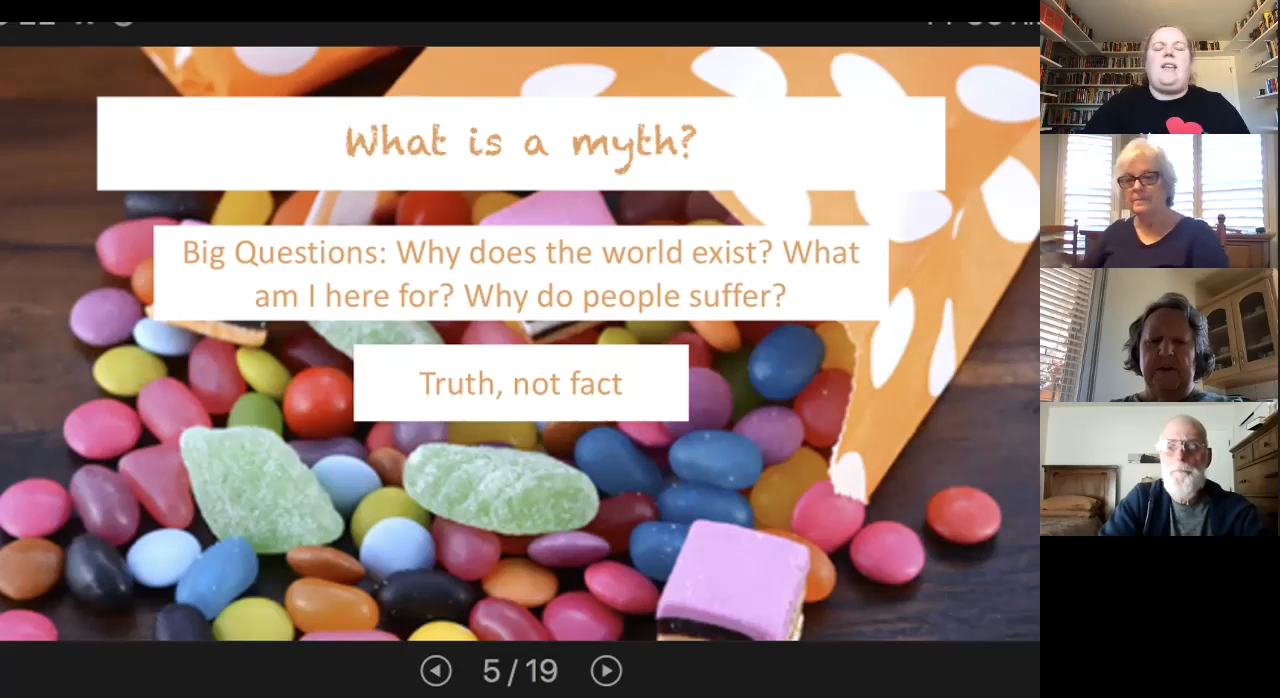 What is a myth?
Big Questions: Why does the world exist? What
am I here for? Why do people suffer?
Truth, not fact
5/19